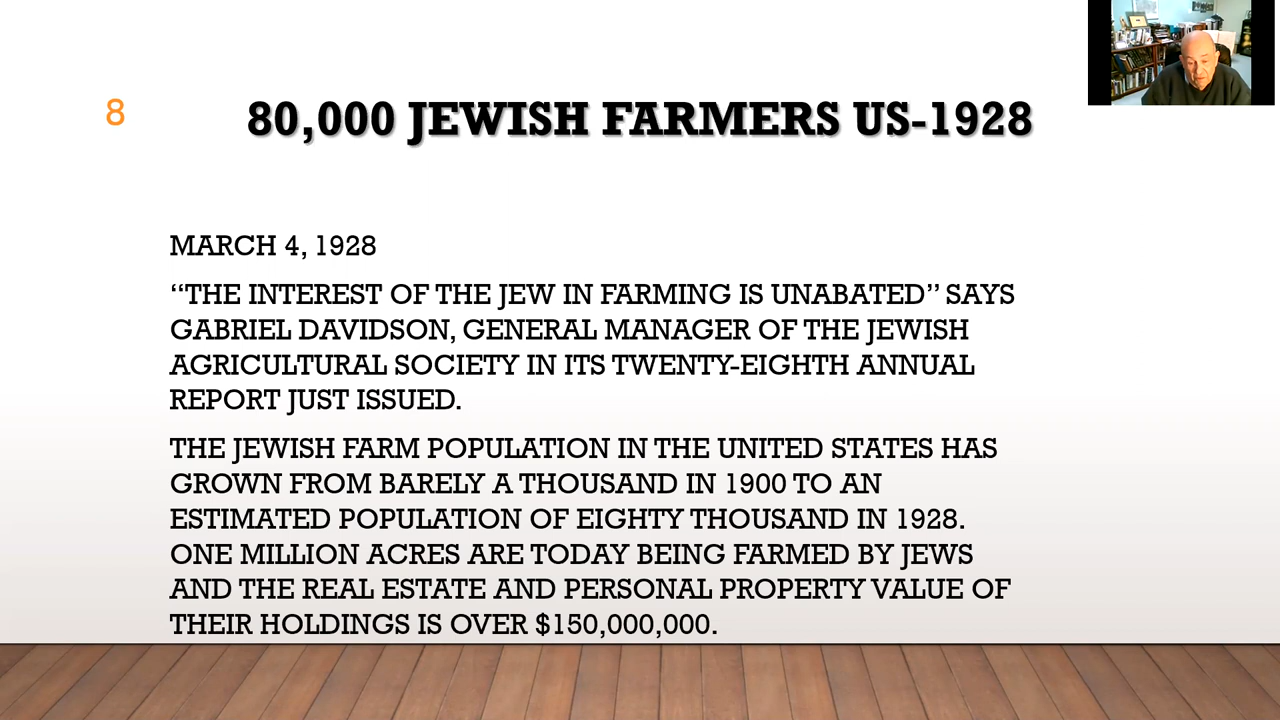 8
80,000 JEWISH FARMERS US-1928
MARCH 4, 1928
“THE INTEREST OF THE JEW IN FARMING IS UNABATED” SAYS
GABRIEL DAVIDSON, GENERAL MANAGER OF THE JEWISH
AGRICULTURAL SOCIETY IN ITS TWENTY-EIGHTH ANNUAL
REPORT JUST ISSUED.
THE JEWISH FARM POPULATION IN THE UNITED STATES HAS
GROWN FROM BARELY A THOUSAND IN 1900 TO AN
ESTIMATED POPULATION OF EIGHTY THOUSAND IN 1928.
ONE MILLION ACRES ARE TODAY BEING FARMED BY JEWS
AND THE REAL ESTATE AND PERSONAL PROPERTY VALUE OF
THEIR HOLDINGS IS OVER $150,000,000.